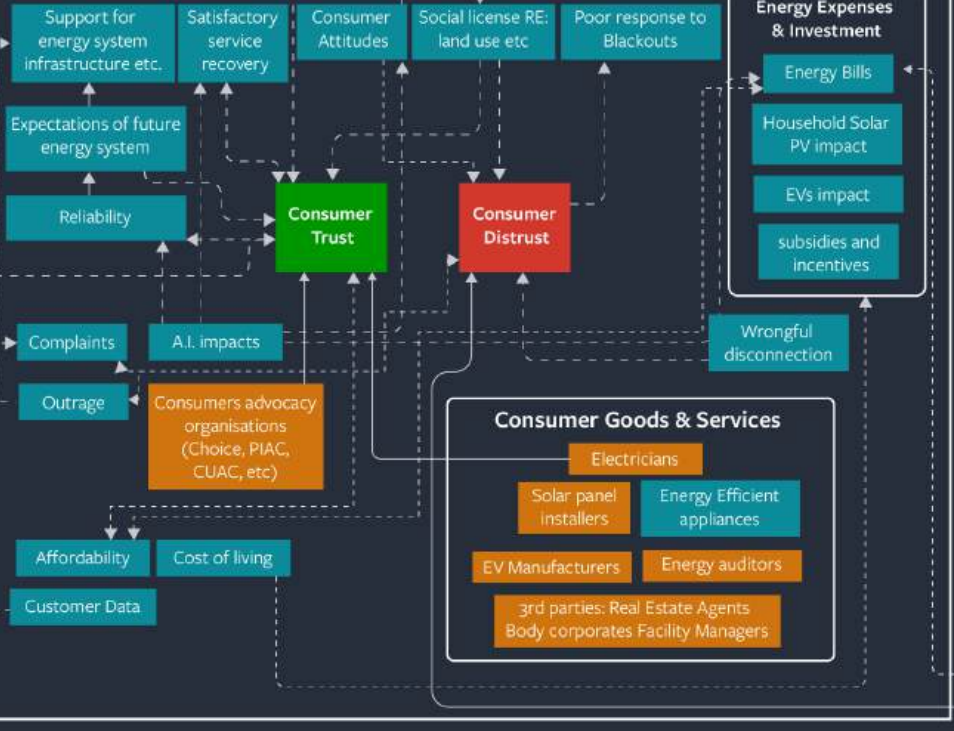 Support for
energy system
infrastructure etc.
Satisfactory
service
recovery
Consumer
Attitudes
Social license RE:
land use etc
Poor response to
Blackouts
Energy Expenses
& Investment
Energy Bills
Household Solar
PV impact
EVs impact
subsidies and
incentives
Expectations of future
energy system
Reliability
Consumer
Trust
Consumer
Distrust
Complaints
A.I. impacts
Wrongful
disconnection
Outrage
Consumers advocacy
organisations
(Choice, PIAC,
CUAC, etc)
Consumer Goods & Services
Electricians
Solar panel
installers
Energy Efficient
appliances
EV Manufacturers
Energy auditors
3rd parties: Real Estate Agents
Body corporates Facility Managers
Affordability
Cost of living
Customer Data